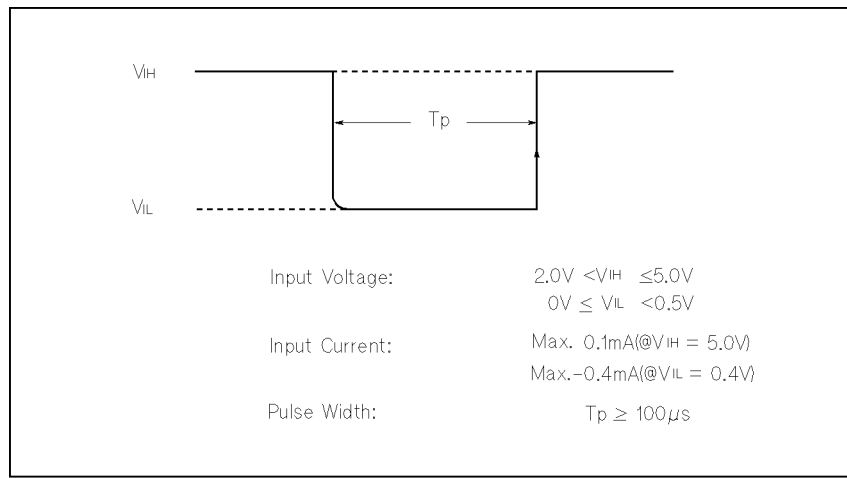 VIH
Tp
VIL
Input Voltage: 2.0V <VIH ≤5.0V
0V ≤ VIL <0.5V
Input Current: Max. 0.1mA(@VIH = 5.0V)
Max.-0.4mA(@VIL = 0.4V)
Pulse Width: Tp ≥ 100μs